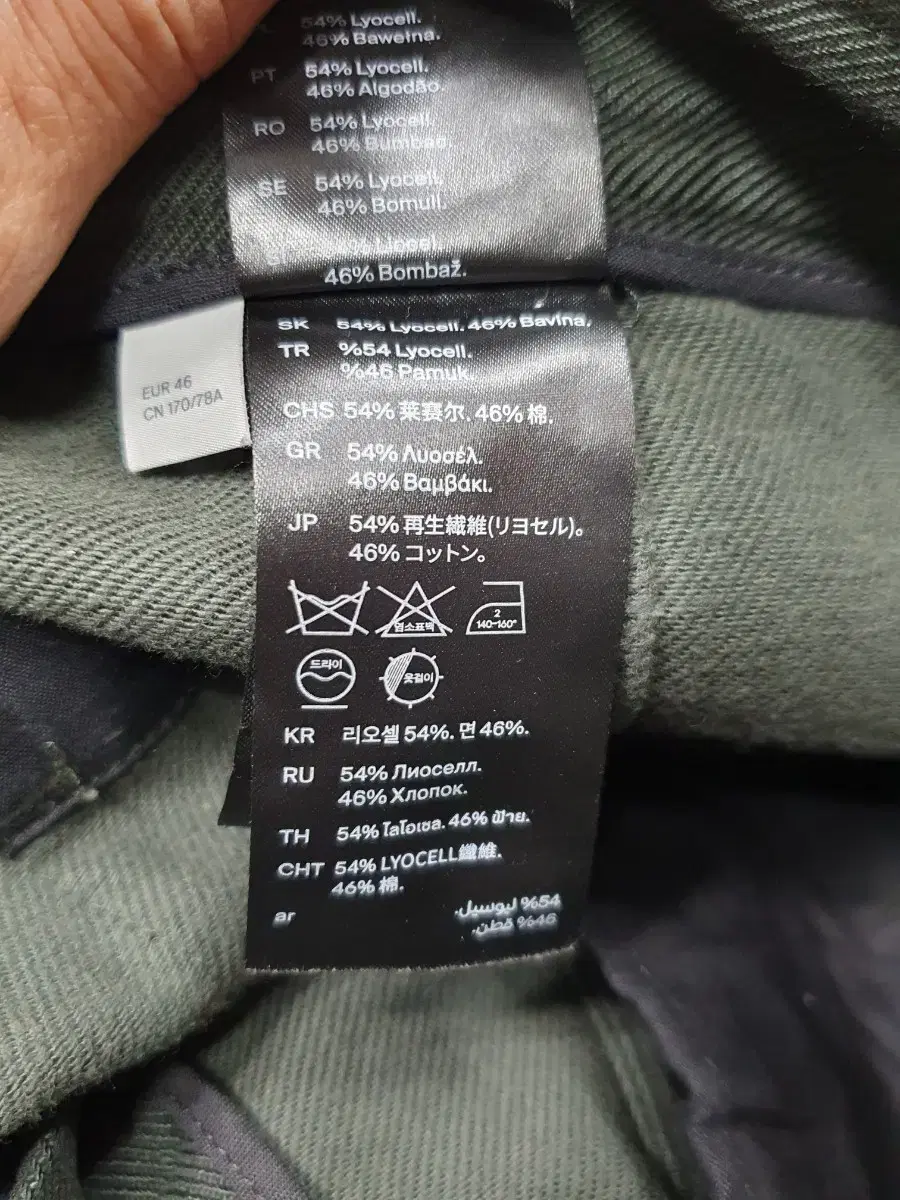 54% Lyocell.
46% Bawełna.
PT 54% Lyocell.
46% Algodão.
RO 54% Lyocell.
46% Bumbac.
SE 54% Lyocell.
46% Bomull.
46% Bombaž.
EUR 46
CN 170/78A
SK 54% Lyocell. 46% Bavlna.
TR %54 Lyocell.
%46 Pamuk.
CHS 54% 莱赛尔. 46% 棉.
GR 54% Λυοσέλ.
46% Βαμβάκι.
JP 54% 再生繊維(リヨセル)。
46% コットン。
염소표백
2
140-160°
드라이
옷걸이
KR 리오셀 54%. 면 46%.
RU 54% Лиоселл.
46% Хлопок.
TH 54% ไลโอเซล. 46% ฝ้าย.
CHT 54% LYOCELL纖維.
46% 棉.
ar %54 ليوسيل.
%46 قطن.